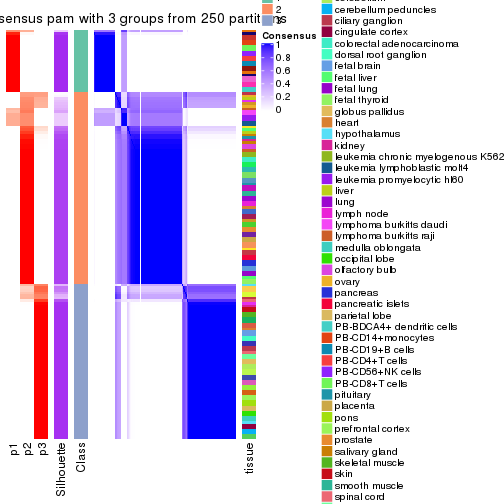 sensus pam with 3 groups from 250 partitions
2
3
Consensus
1
0.8
0.6
0.4
0.2
0
p1
p2
p3
Silhouette
Class
tissue
cerebellum peduncles
ciliary ganglion
cingulate cortex
colorectal adenocarcinoma
dorsal root ganglion
fetal brain
fetal liver
fetal lung
fetal thyroid
globus pallidus
heart
hypothalamus
kidney
leukemia chronic myelogenous K562
leukemia lymphoblastic molt4
leukemia promyelocytic hl60
liver
lung
lymph node
lymphoma burkitts daudi
lymphoma burkitts raji
medulla oblongata
occipital lobe
olfactory bulb
ovary
pancreas
pancreatic islets
parietal lobe
PB-BDCA4+ dendritic cells
PB-CD14+monocytes
PB-CD19+B cells
PB-CD4+T cells
PB-CD56+NK cells
PB-CD8+T cells
pituitary
placenta
pons
prefrontal cortex
prostate
salivary gland
skeletal muscle
skin
smooth muscle
spinal cord